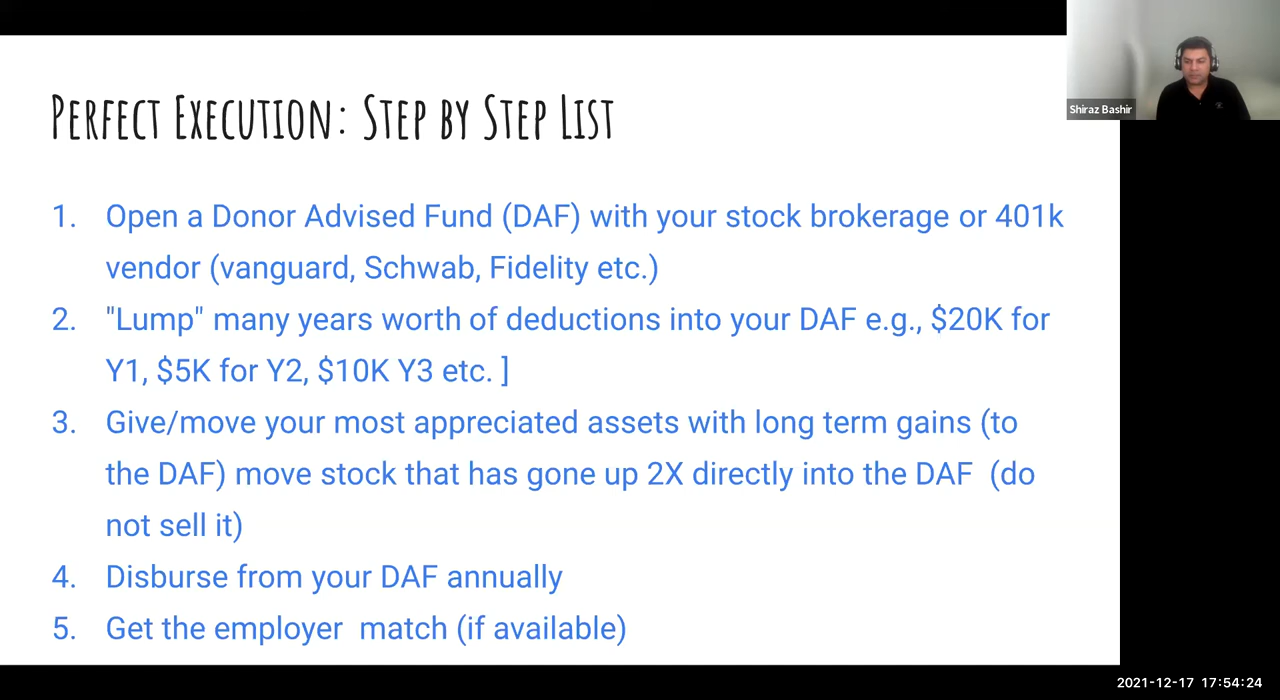 Perfect Execution: Step by Step List
Shiraz Bashir
1. Open a Donor Advised Fund (DAF) with your stock brokerage or 401k
vendor (vanguard, Schwab, Fidelity etc.)
2. "Lump" many years worth of deductions into your DAF e.g., $20K for
Y1, $5K for Y2, $10K Y3 etc. ]
3. Give/move your most appreciated assets with long term gains (to
the DAF) move stock that has gone up 2X directly into the DAF  (do
not sell it)
4. Disburse from your DAF annually
5. Get the employer  match (if available)
2021-12-17 17:54:24